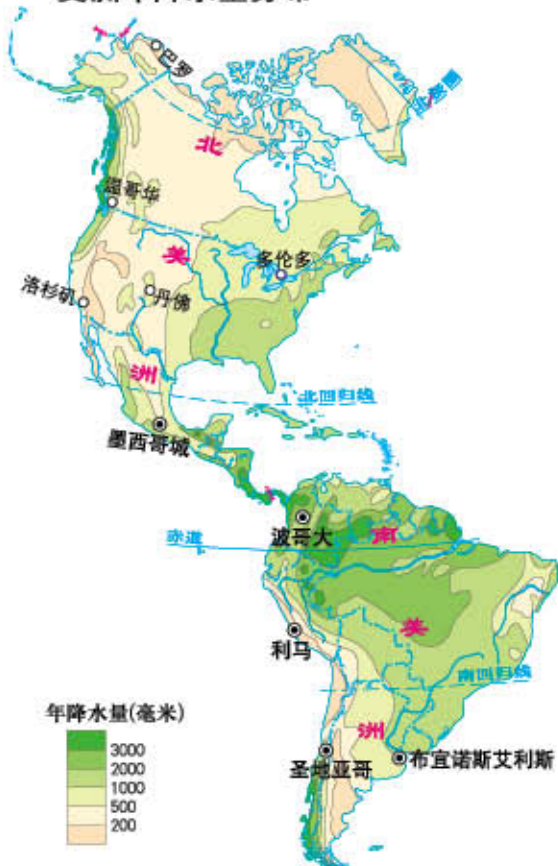 巴罗
北极圈
北
温哥华
美
多伦多
洛杉矶
丹佛
洲
北回归线
墨西哥城
波哥大
南
赤道
美
利马
南回归线
洲
年降水量(毫米)
圣地亚哥
布宜诺斯艾利斯
3000
2000
1000
500
200